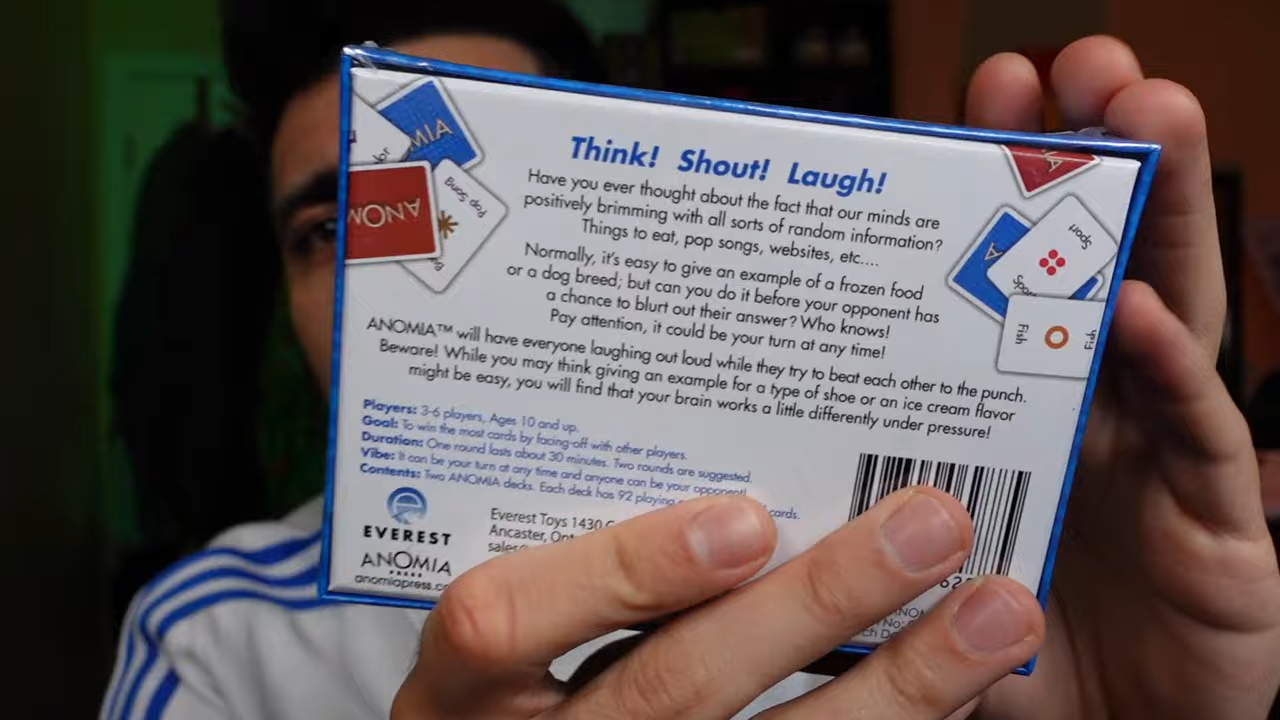 Think! Shout! Laugh!
Have you ever thought about the fact that our minds are
positively brimming with all sorts of random information?
Things to eat, pop songs, websites, etc....
Normally, it's easy to give an example of a frozen food
or a dog breed; but can you do it before your opponent has
a chance to blurt out their answer? Who knows!
Pay attention, it could be your turn at any time!
ANOMIA™ will have everyone laughing out loud while they try to beat each other to the punch.
Beware! While you may think giving an example for a type of shoe or an ice cream flavor
might be easy, you will find that your brain works a little differently under pressure!
Players: 3-6 players, Ages 10 and up.
Goal: To win the most cards by facing-off with other players.
Duration: One round lasts about 30 minutes. Two rounds are suggested.
Vibe: It can be your turn at any time and anyone can be your opponent!
Contents: Two ANOMIA decks. Each deck has 92 playing cards.
EVEREST
ANOMIA
anomiapress.co
Everest Toys 1430
Ancaster, Ont
sales
MIA
ANOM
Pop Song
Sport
Fish
Fish